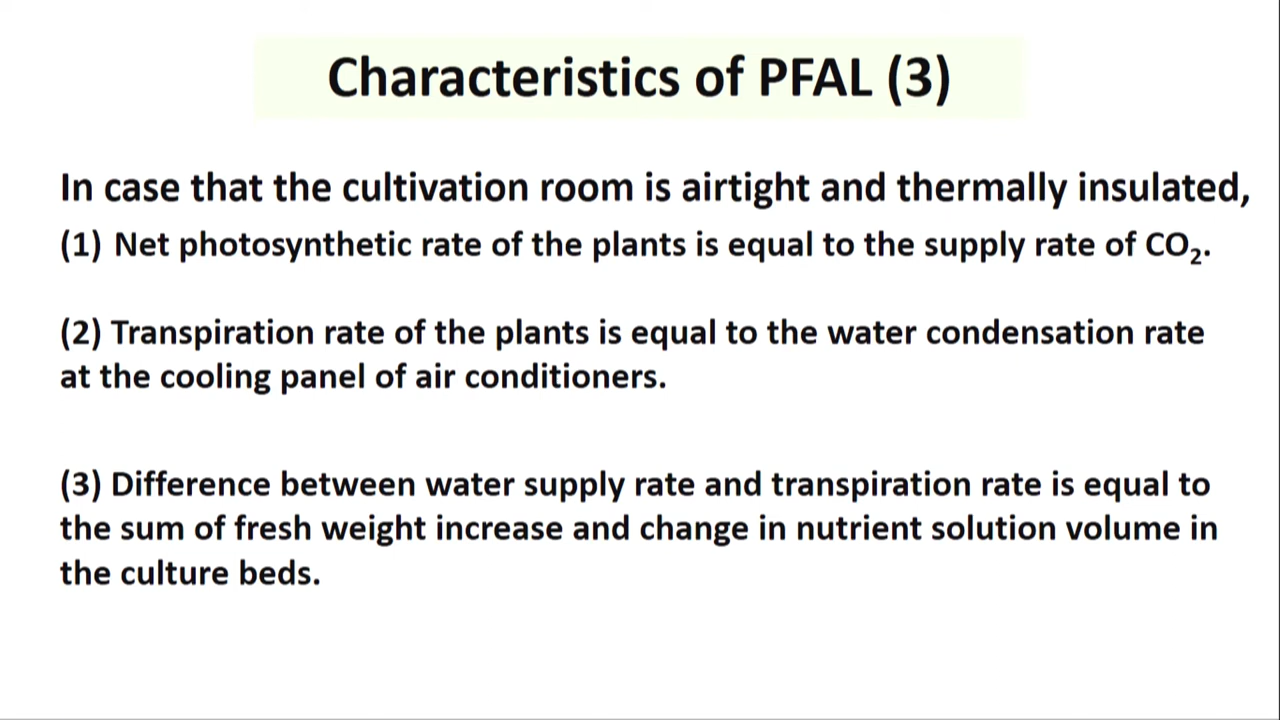 Characteristics of PFAL (3)
In case that the cultivation room is airtight and thermally insulated,
(1) Net photosynthetic rate of the plants is equal to the supply rate of CO₂.
(2) Transpiration rate of the plants is equal to the water condensation rate
at the cooling panel of air conditioners.
(3) Difference between water supply rate and transpiration rate is equal to
the sum of fresh weight increase and change in nutrient solution volume in
the culture beds.